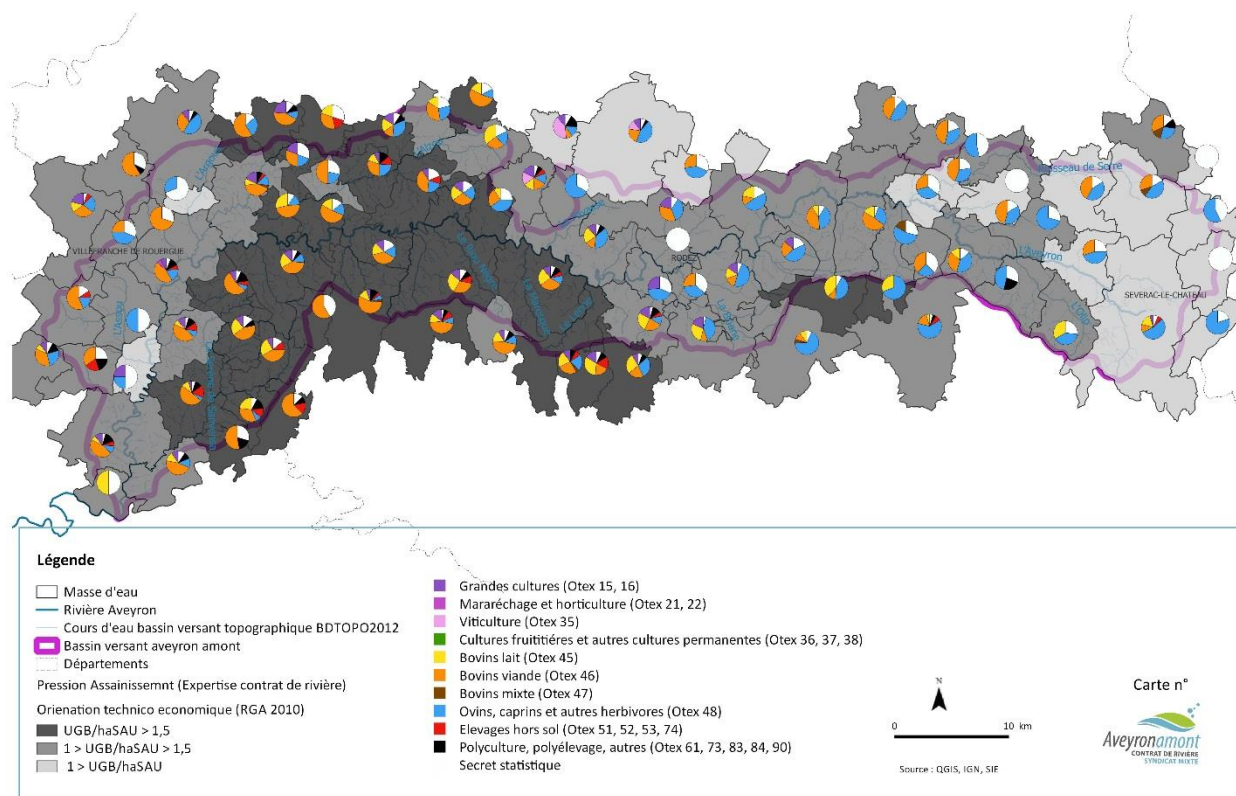 L'Alzou
Ruisseau de Serre
VILLEFRANCHE DE ROUERGUE
RODEZ
L'Aveyron
SEVERAC-LE-CHATEAU
L'Olip
Légende
Masse d'eau
Rivière Aveyron
Cours d'eau bassin versant topographique BDTOPO2012
Bassin versant aveyron amont
Départements
Pression Assainissemnt (Expertise contrat de rivière)
Orienation technico economique (RGA 2010)
UGB/haSAU > 1,5
1 > UGB/haSAU > 1,5
1 > UGB/haSAU
Grandes cultures (Otex 15, 16)
Mararéchage et horticulture (Otex 21, 22)
Viticulture (Otex 35)
Cultures fruititiéres et autres cultures permanentes (Otex 36, 37, 38)
Bovins lait (Otex 45)
Bovins viande (Otex 46)
Bovins mixte (Otex 47)
Ovins, caprins et autres herbivores (Otex 48)
Elevages hors sol (Otex 51, 52, 53, 74)
Polyculture, polyélevage, autres (Otex 61, 73, 83, 84, 90)
Secret statistique
N
0 10 km
Source : QGIS, IGN, SIE
Carte n°
Aveyronamont
CONTRAT DE RIVIÈRE
SYNDICAT MIXTE